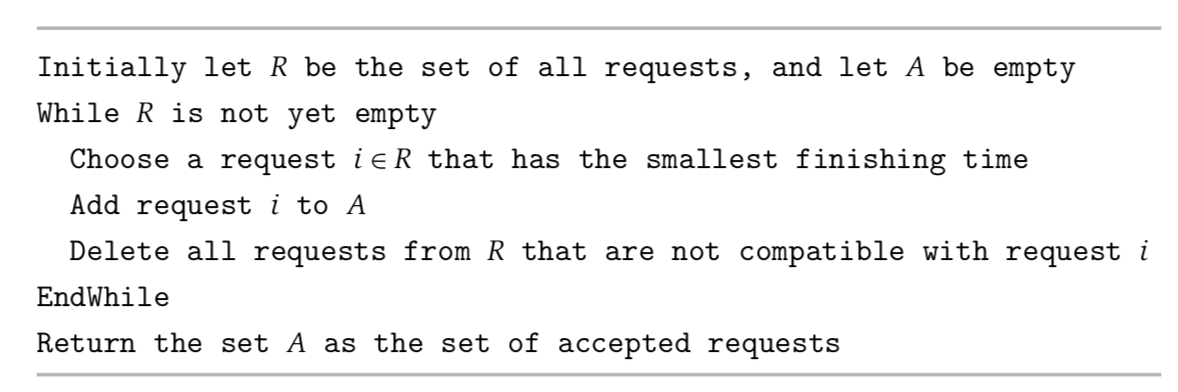 Initially let R be the set of all requests, and let A be empty
While R is not yet empty
Choose a request i ∈ R that has the smallest finishing time
Add request i to A
Delete all requests from R that are not compatible with request i
EndWhile
Return the set A as the set of accepted requests